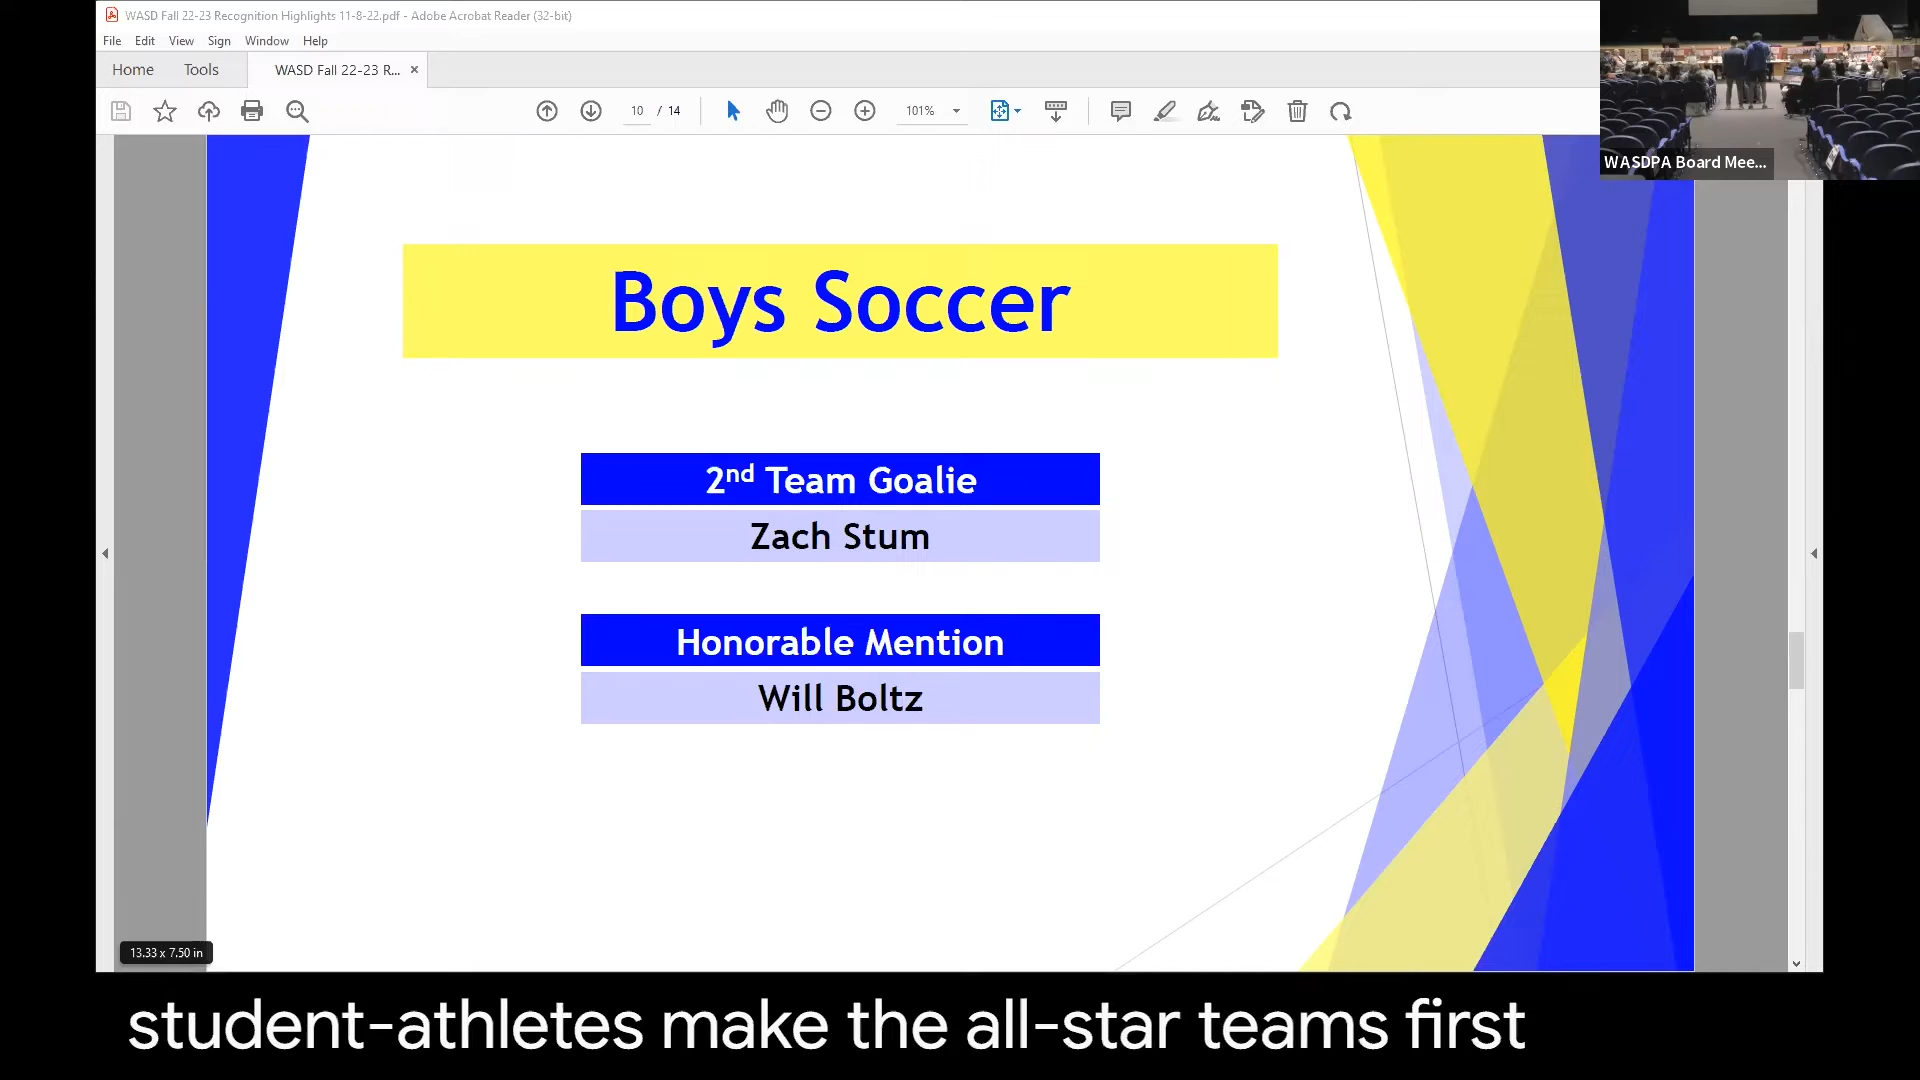 WASD Fall 22-23 Recognition Highlights 11-8-22.pdf - Adobe Acrobat Reader (32-bit)
File Edit View Sign Window Help
Home Tools WASD Fall 22-23 R... ×
10 / 14 101%
WASDPA Board Mee...
Boys Soccer
2nd Team Goalie
Zach Stum
Honorable Mention
Will Boltz
13.33 x 7.50 in
student-athletes make the all-star teams first